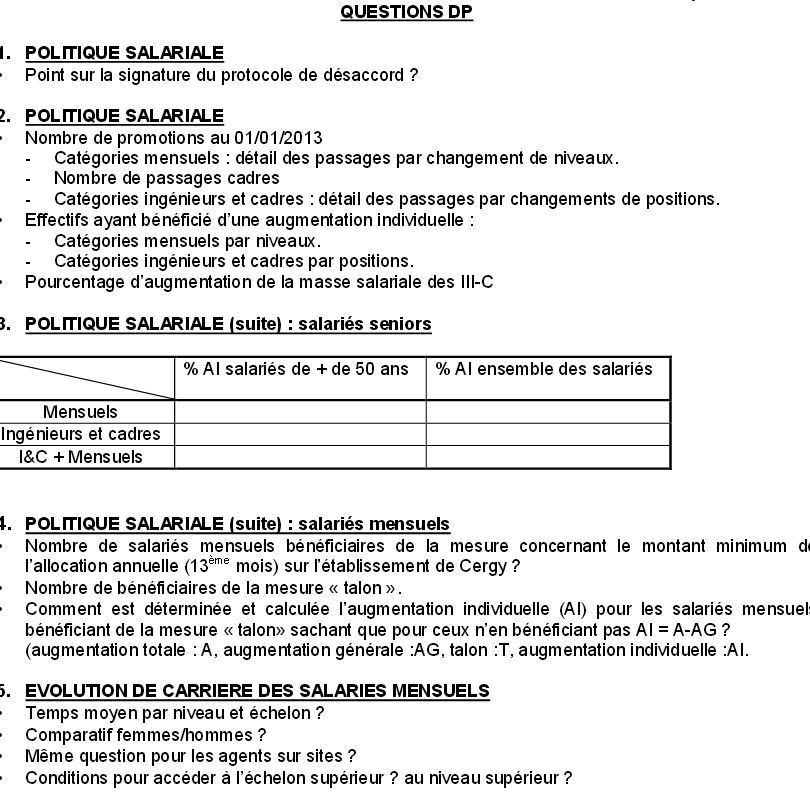 QUESTIONS DP
1. POLITIQUE SALARIALE
• Point sur la signature du protocole de désaccord ?
2. POLITIQUE SALARIALE
• Nombre de promotions au 01/01/2013
- Catégories mensuels : détail des passages par changement de niveaux.
- Nombre de passages cadres
- Catégories ingénieurs et cadres : détail des passages par changements de positions.
• Effectifs ayant bénéficié d’une augmentation individuelle :
- Catégories mensuels par niveaux.
- Catégories ingénieurs et cadres par positions.
• Pourcentage d’augmentation de la masse salariale des III-C
3. POLITIQUE SALARIALE (suite) : salariés seniors
% AI salariés de + de 50 ans % AI ensemble des salariés
Mensuels
Ingénieurs et cadres
I&C + Mensuels
4. POLITIQUE SALARIALE (suite) : salariés mensuels
• Nombre de salariés mensuels bénéficiaires de la mesure concernant le montant minimum de
l’allocation annuelle (13ème mois) sur l’établissement de Cergy ?
• Nombre de bénéficiaires de la mesure « talon ».
• Comment est déterminée et calculée l’augmentation individuelle (AI) pour les salariés mensuels
bénéficiant de la mesure « talon» sachant que pour ceux n’en bénéficiant pas AI = A-AG ?
(augmentation totale : A, augmentation générale :AG, talon :T, augmentation individuelle :AI.
5. EVOLUTION DE CARRIERE DES SALARIES MENSUELS
• Temps moyen par niveau et échelon ?
• Comparatif femmes/hommes ?
• Même question pour les agents sur sites ?
• Conditions pour accéder à l’échelon supérieur ? au niveau supérieur ?